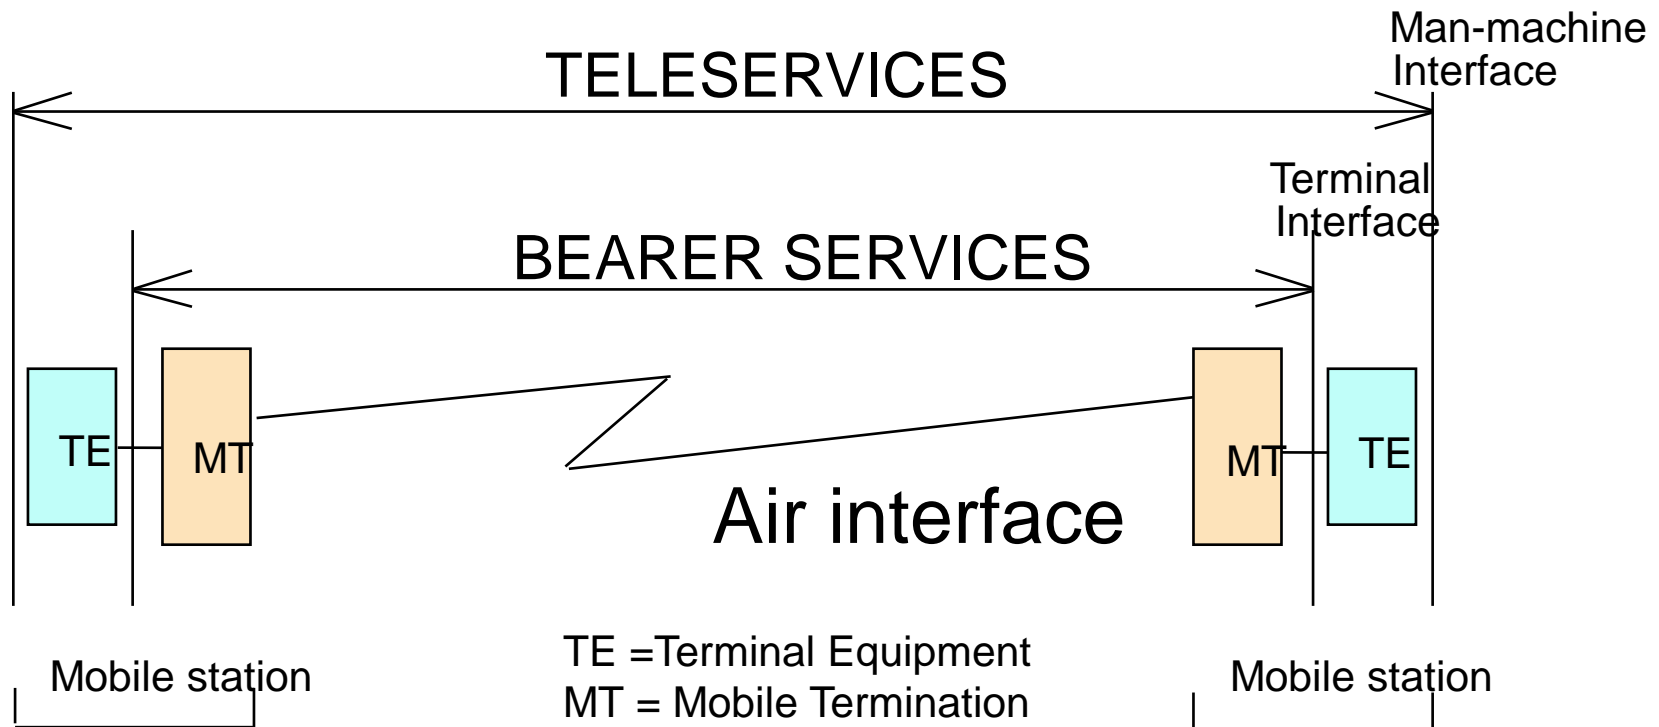 Man-machine
Interface
TELESERVICES
Terminal
Interface
BEARER SERVICES
TE
MT
MT
TE
Air interface
TE =Terminal Equipment
MT = Mobile Termination
Mobile station
Mobile station